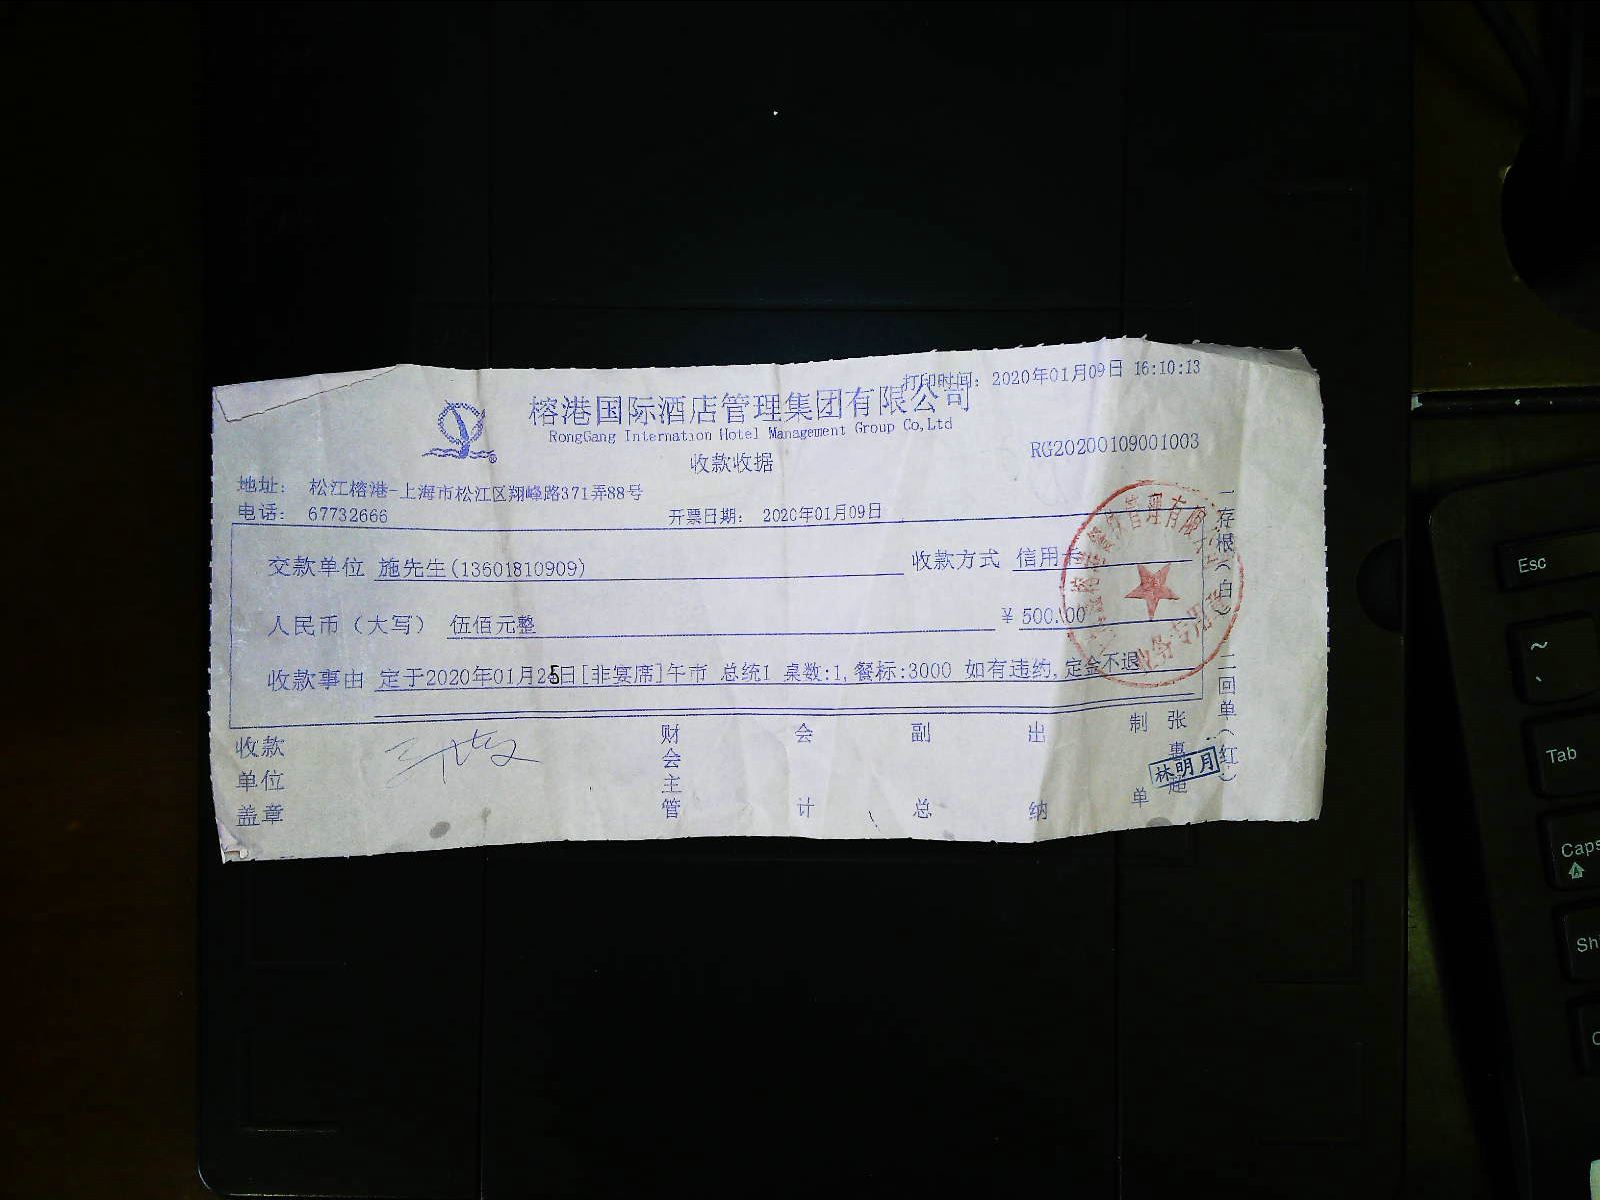 打印时间: 2020年01月09日 16:10:13
榕港国际酒店管理集团有限公司
RongGang Internation Hotel Management Group Co,Ltd
收款收据
RG20200109001003
地址: 松江榕港-上海市松江区翔峰路371弄88号
电话: 67732666
开票日期: 2020年01月09日
交款单位 施先生(13601810909) 收款方式 信用卡
人民币(大写) 伍佰元整 ¥ 500.00
收款事由 定于2020年01月25日[非宴席]午市 总统1 桌数:1,餐标:3000 如有违约,定金不退
收款单位盖章
财会主管
会计
副总
出纳
制单
张惠超
林明月
一存根(白)
二回单(红)
Esc
~
Tab
Caps